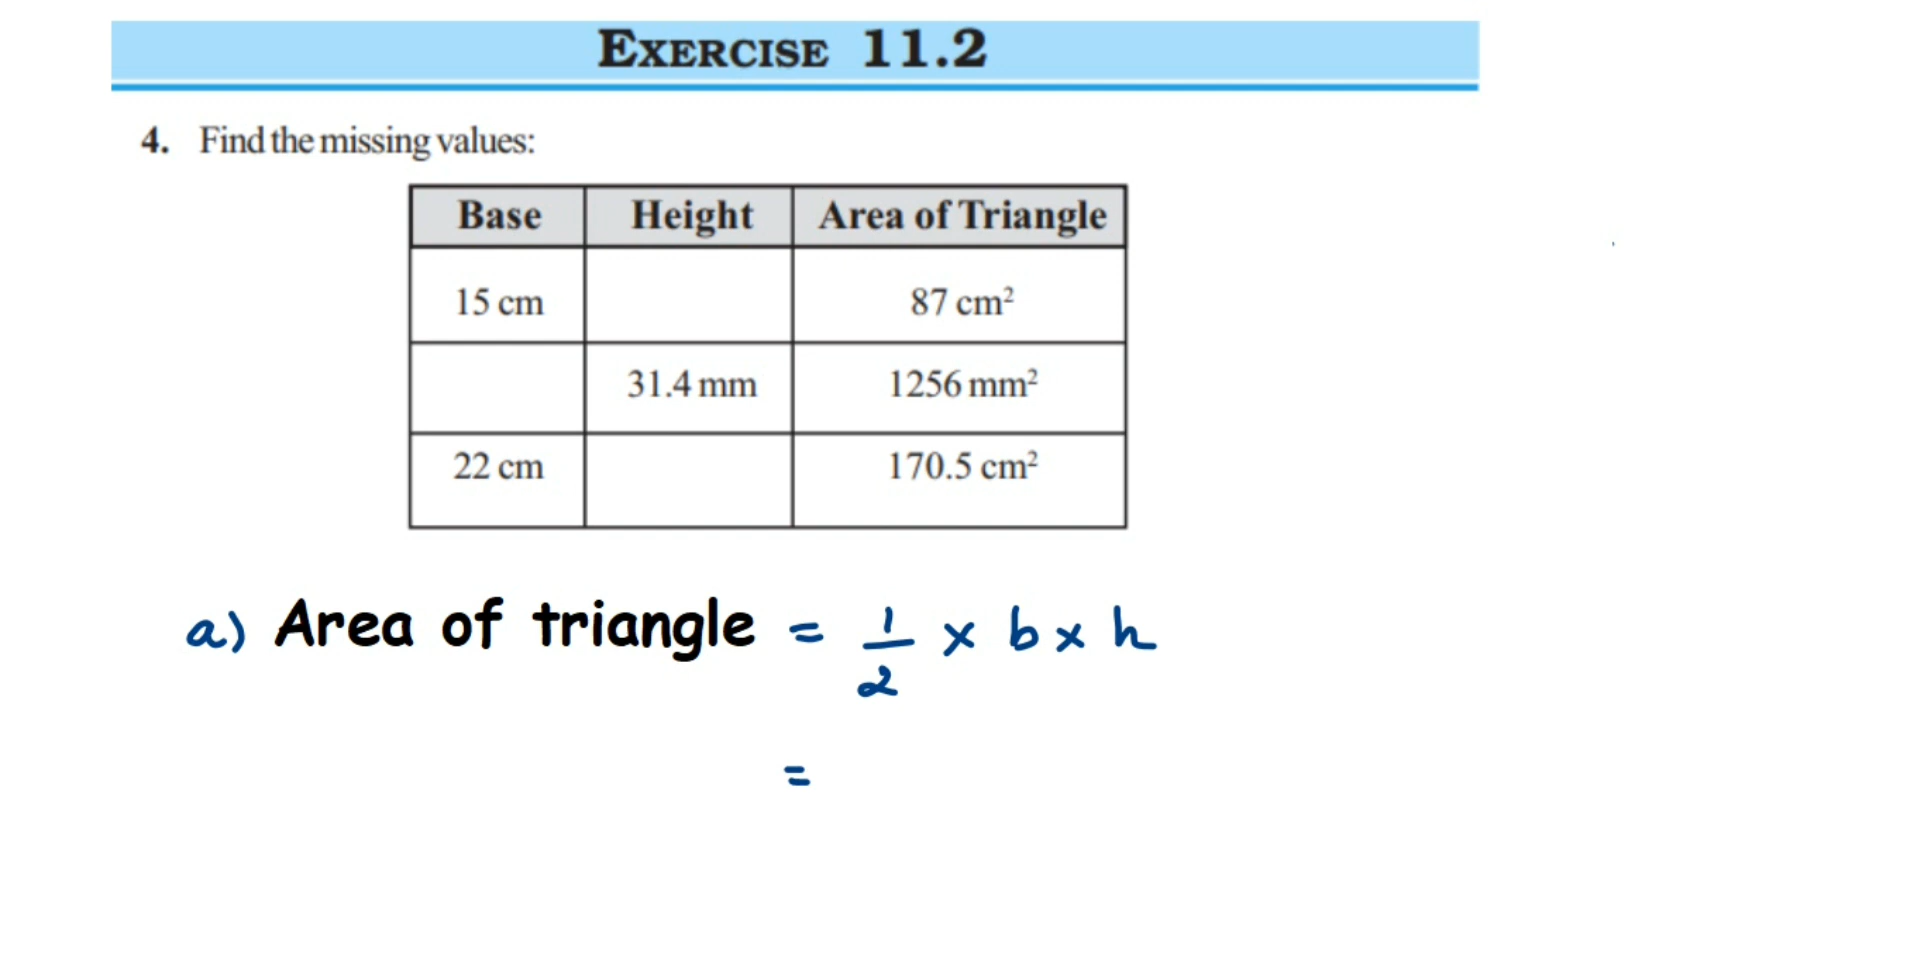 EXERCISE 11.2
4. Find the missing values:
Base Height Area of Triangle
15 cm 87 cm²
31.4 mm 1256 mm²
22 cm 170.5 cm²
a) Area of triangle = 1/2 × b × h
=